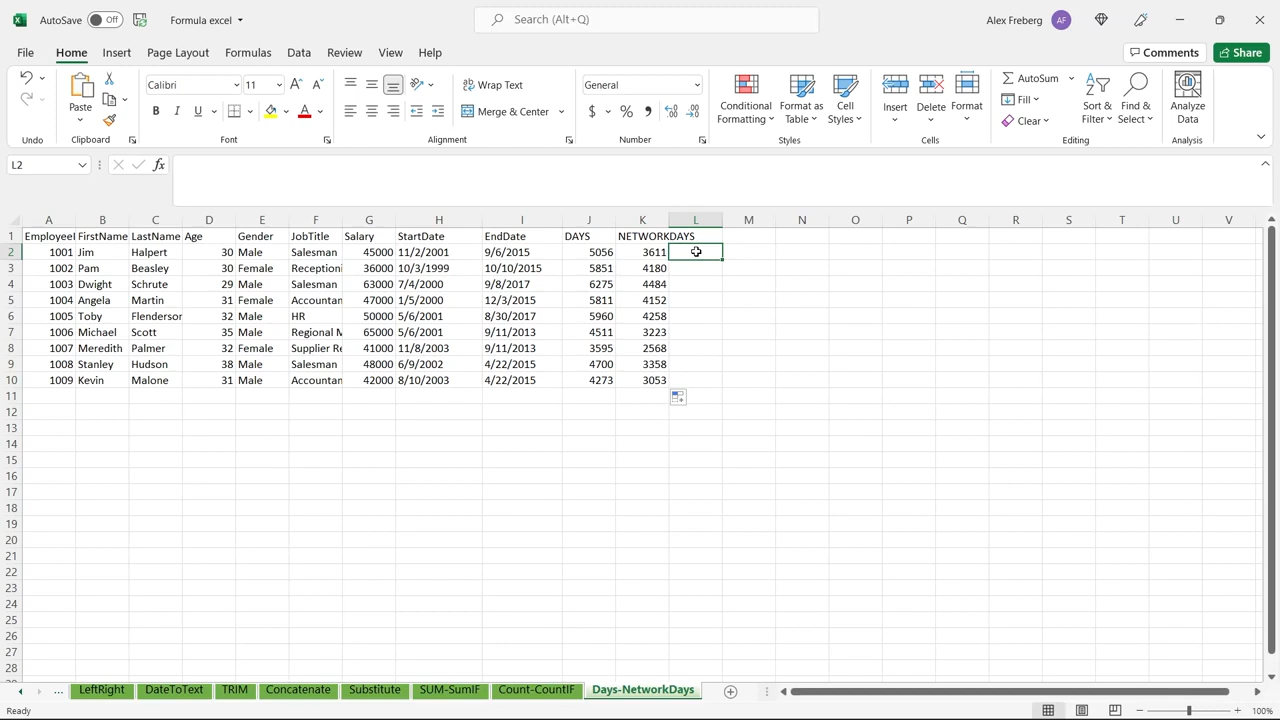 AutoSave Off Formula excel Search (Alt+Q) Alex Freberg AF
File Home Insert Page Layout Formulas Data Review View Help Comments Share
Paste Calibri 11 Wrap Text General Conditional Formatting Format as Table Cell Styles Insert Delete Format AutoSum Sort & Filter Find & Select Analyze Data
B I U A Merge & Center $ % Fill
Clear
Undo Clipboard Font Alignment Number Styles Cells Editing Analysis
L2 fx
A B C D E F G H I J K L M N O P Q R S T U V
1 EmployeeI FirstName LastName Age Gender JobTitle Salary StartDate EndDate DAYS NETWORKDAYS
2 1001 Jim Halpert 30 Male Salesman 45000 11/2/2001 9/6/2015 5056 3611
3 1002 Pam Beasley 30 Female Receptioni 36000 10/3/1999 10/10/2015 5851 4180
4 1003 Dwight Schrute 29 Male Salesman 63000 7/4/2000 9/8/2017 6275 4484
5 1004 Angela Martin 31 Female Accountan 47000 1/5/2000 12/3/2015 5811 4152
6 1005 Toby Flenderson 32 Male HR 50000 5/6/2001 8/30/2017 5960 4258
7 1006 Michael Scott 35 Male Regional M 65000 5/6/2001 9/11/2013 4511 3223
8 1007 Meredith Palmer 32 Female Supplier Re 41000 11/8/2003 9/11/2013 3595 2568
9 1008 Stanley Hudson 38 Male Salesman 48000 6/9/2002 4/22/2015 4700 3358
10 1009 Kevin Malone 31 Male Accountan 42000 8/10/2003 4/22/2015 4273 3053
11
12
13
14
15
16
17
18
19
20
21
22
23
24
25
26
27
28
... LeftRight DateToText TRIM Concatenate Substitute SUM-SumIF Count-CountIF Days-NetworkDays
Ready 100%